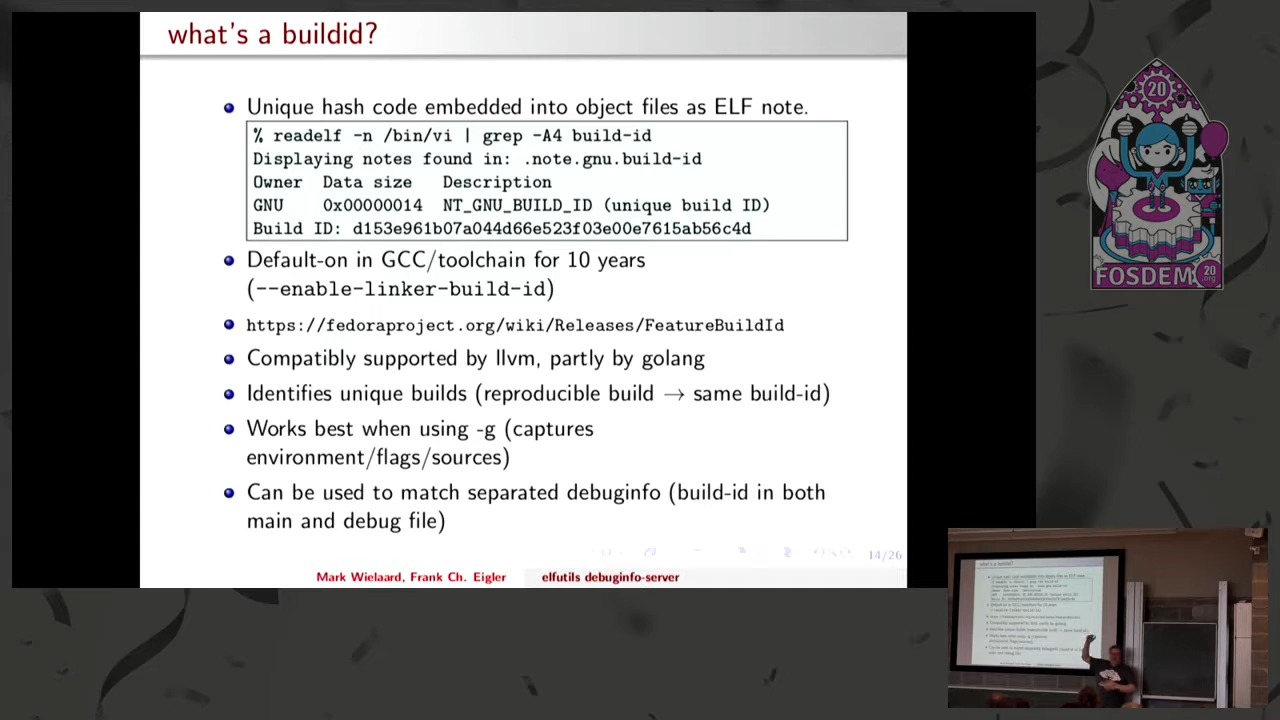 what's a buildid?
Unique hash code embedded into object files as ELF note.
% readelf -n /bin/vi | grep -A4 build-id
Displaying notes found in: .note.gnu.build-id
Owner Data size Description
GNU 0x00000014 NT_GNU_BUILD_ID (unique build ID)
Build ID: d153e961b07a044d66e523f03e00e7615ab56c4d
Default-on in GCC/toolchain for 10 years
(--enable-linker-build-id)
https://fedoraproject.org/wiki/Releases/FeatureBuildId
Compatibly supported by llvm, partly by golang
Identifies unique builds (reproducible build → same build-id)
Works best when using -g (captures
environment/flags/sources)
Can be used to match separated debuginfo (build-id in both
main and debug file)
14/26
Mark Wielaard, Frank Ch. Eigler elfutils debuginfo-server
20
FOSDEM 20
.org
what's a buildid?